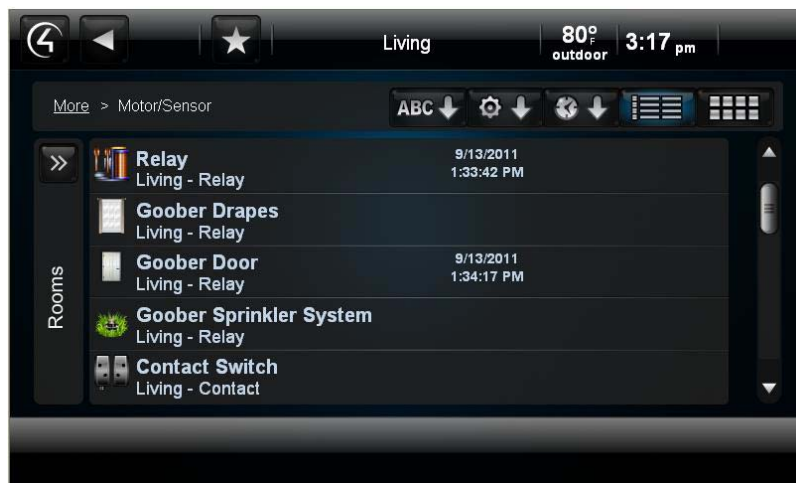 Living
80°F
outdoor
3:17 pm
More > Motor/Sensor
ABC
Rooms
Relay
Living - Relay
9/13/2011
1:33:42 PM
Goober Drapes
Living - Relay
Goober Door
Living - Relay
9/13/2011
1:34:17 PM
Goober Sprinkler System
Living - Relay
Contact Switch
Living - Contact